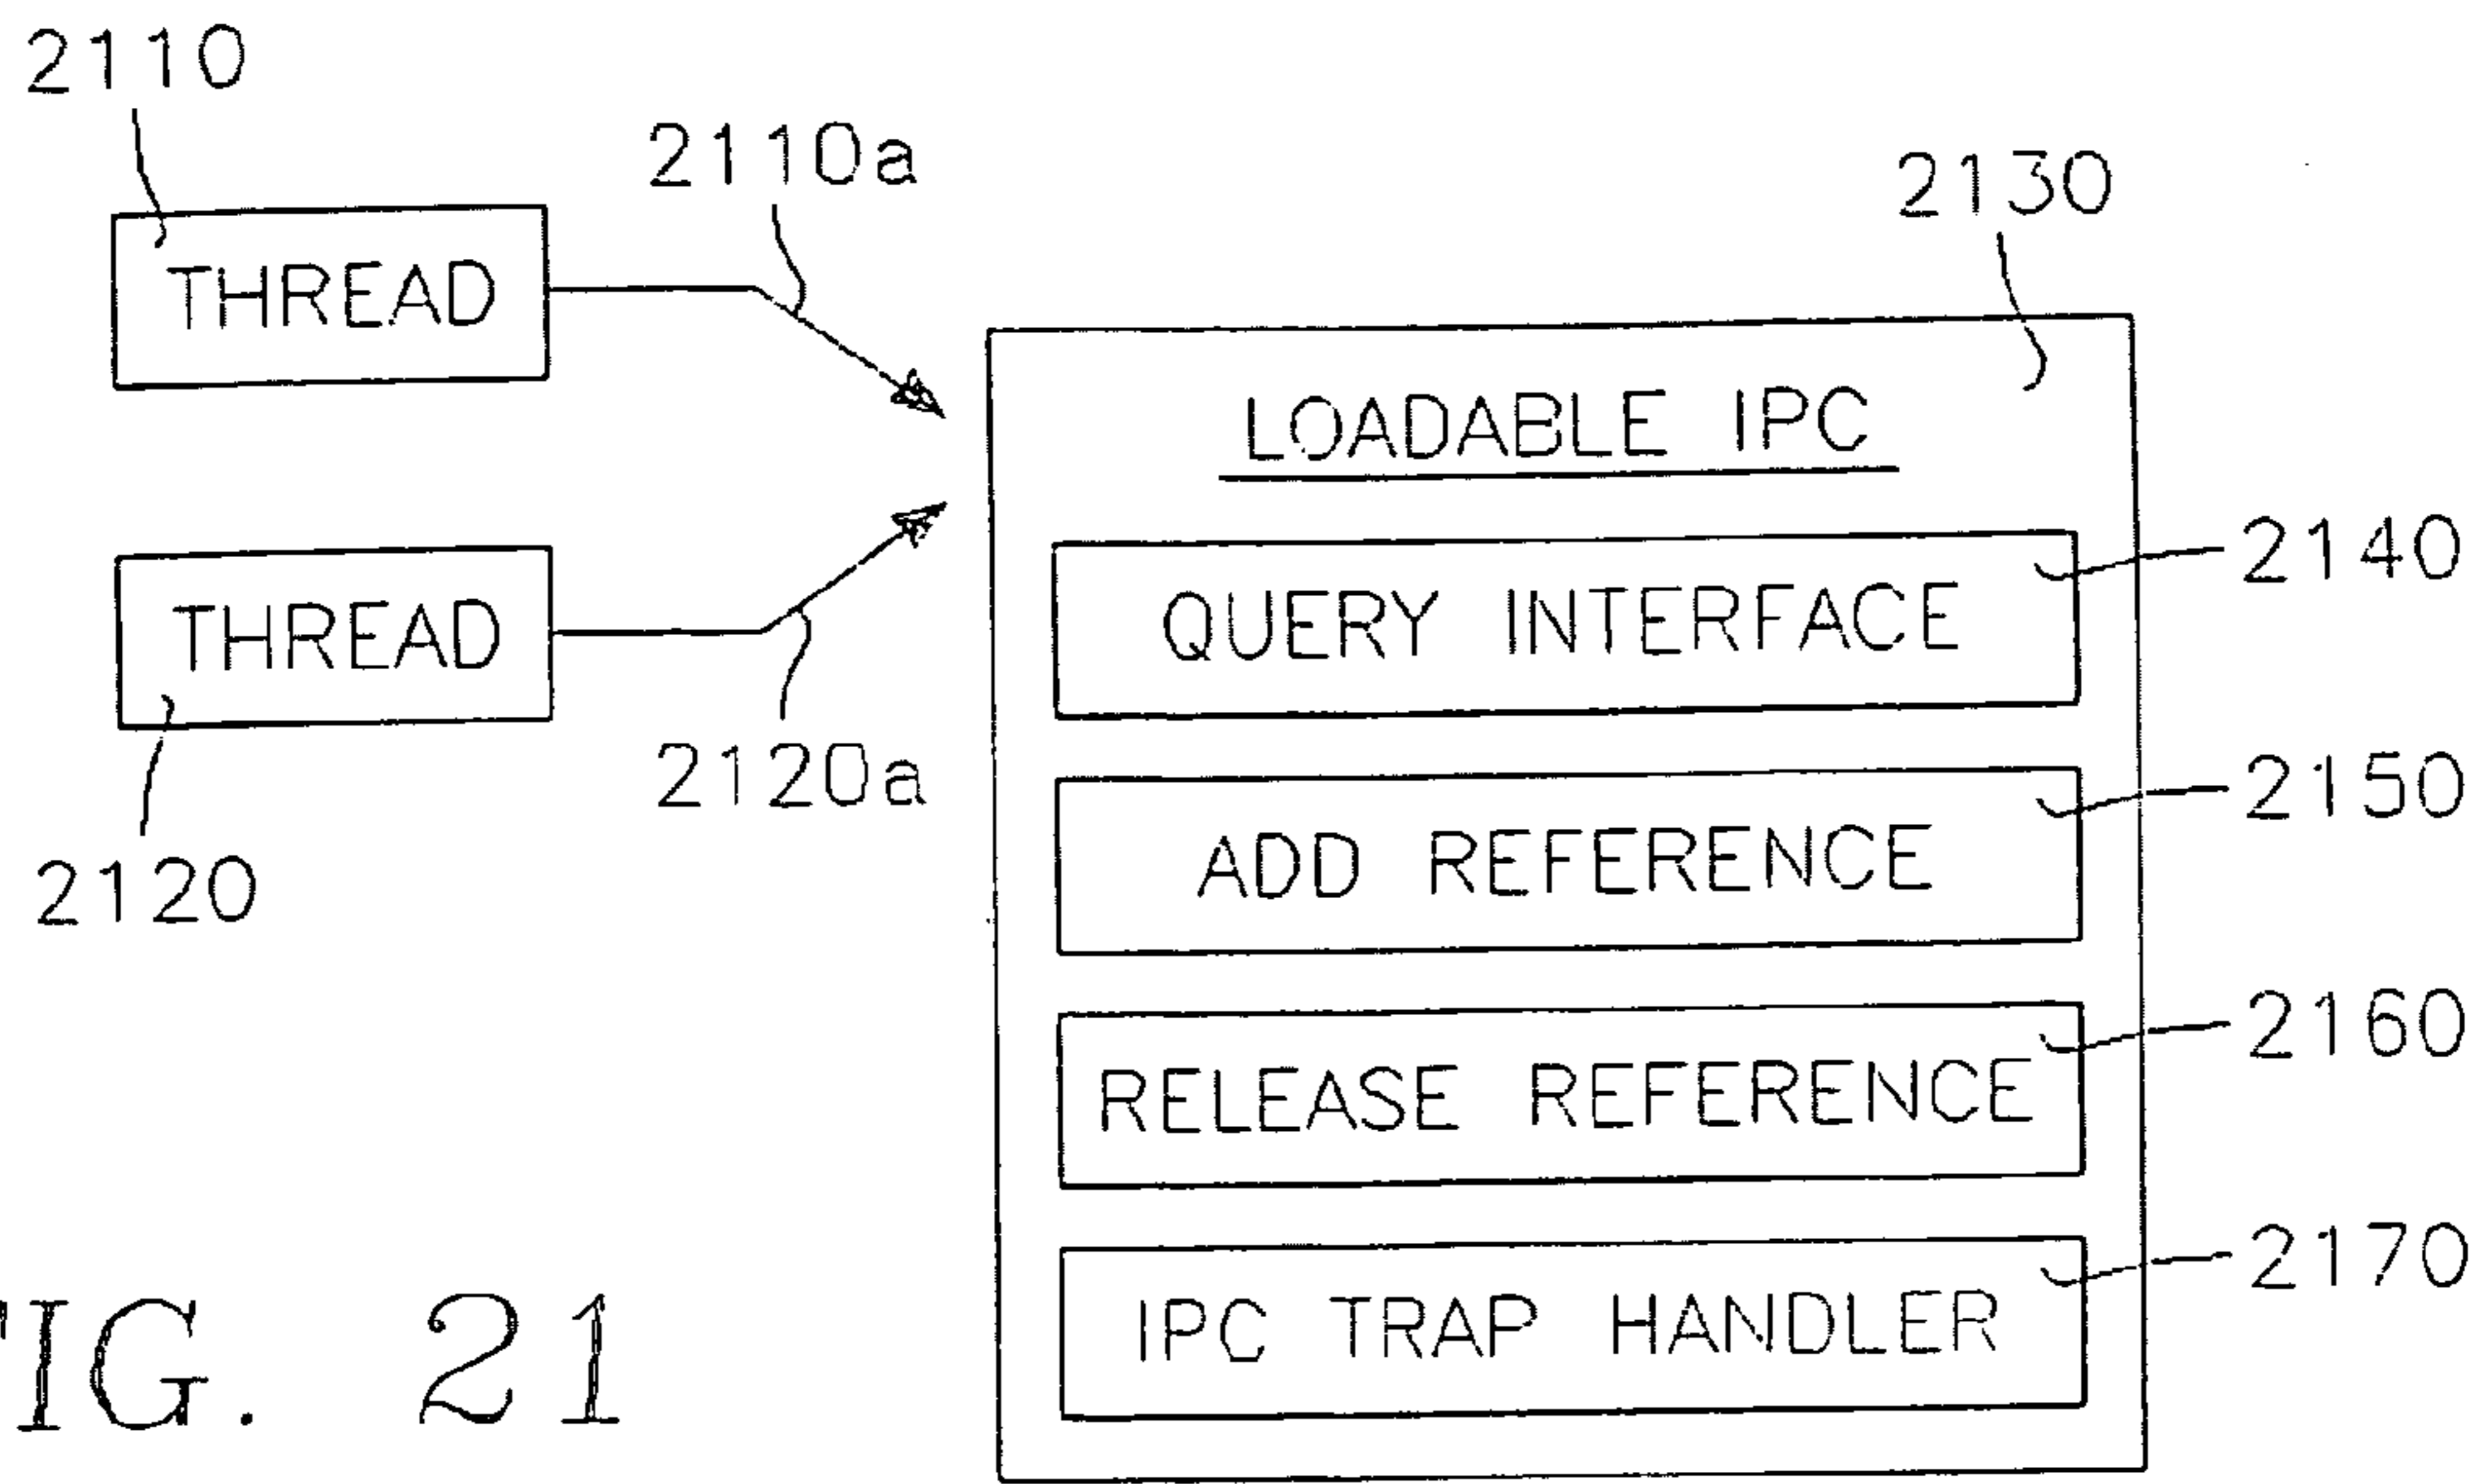 2110
2110a
2130
THREAD
LOADABLE IPC
2140
QUERY INTERFACE
THREAD
2120a
2120
2150
ADD REFERENCE
2160
RELEASE REFERENCE
2170
IPC TRAP HANDLER
FIG. 21